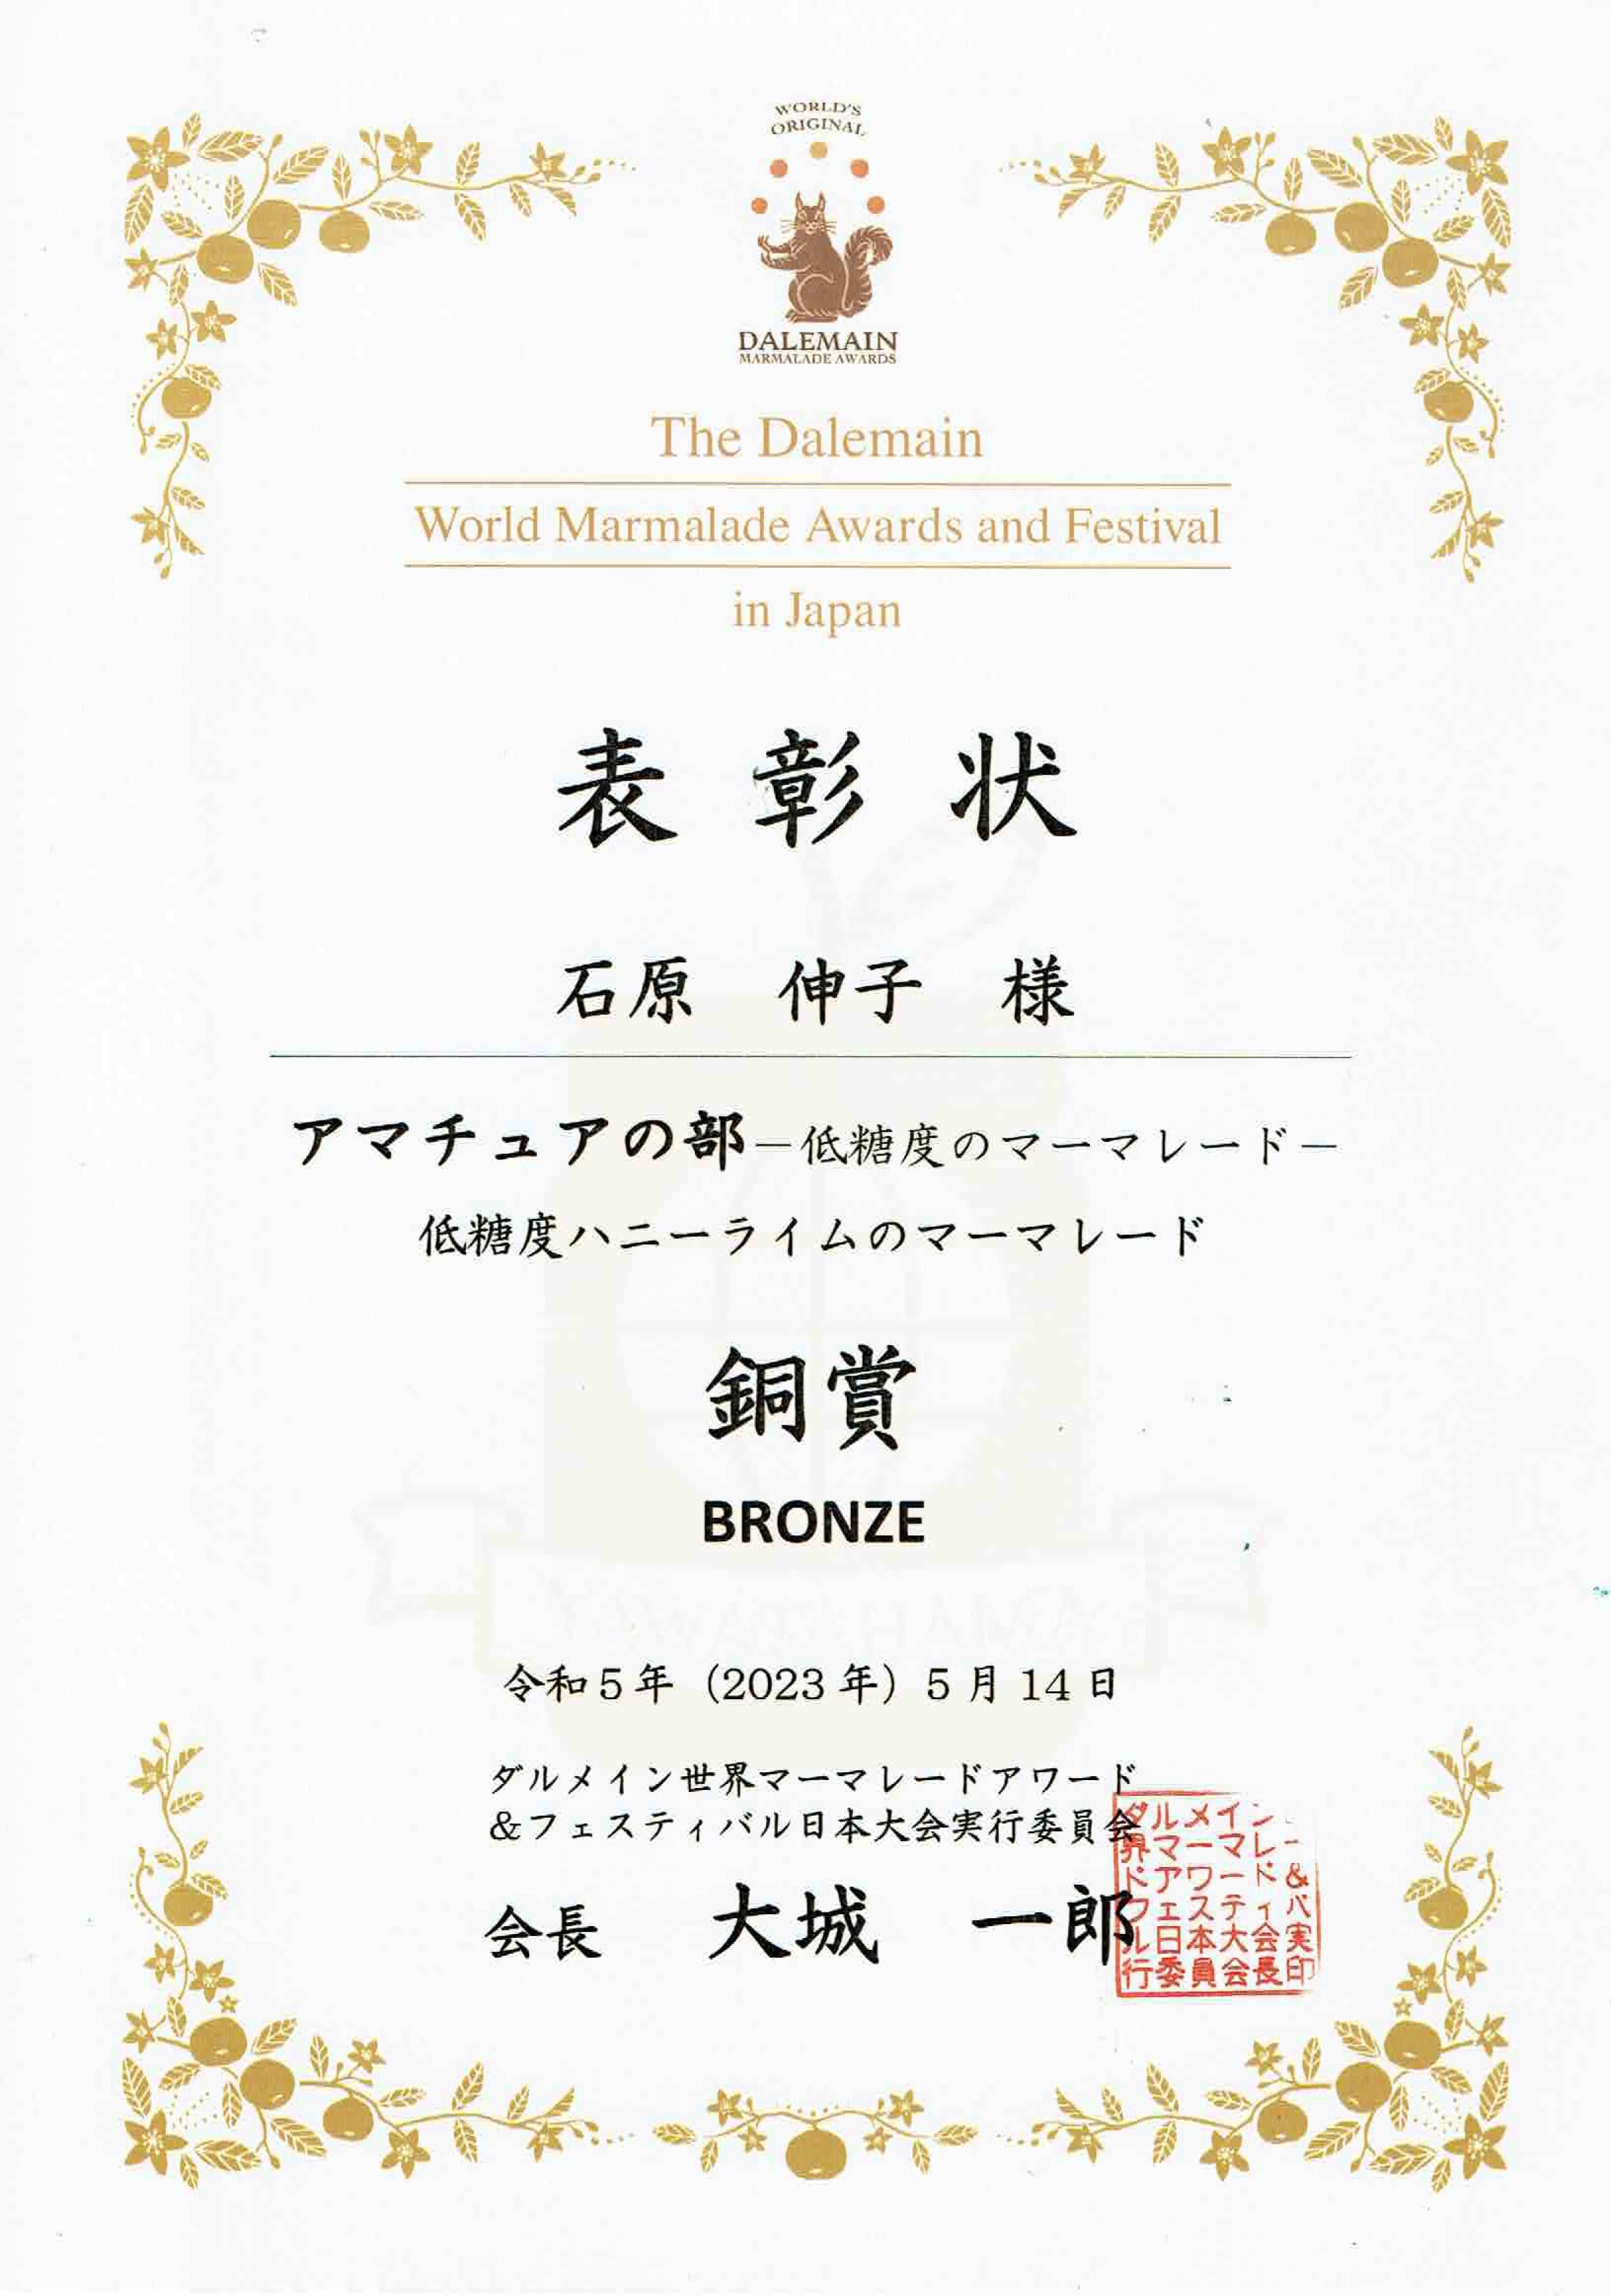 WORLD'S
ORIGINAL
DALEMAIN
MARMALADE AWARDS
The Dalemain
World Marmalade Awards and Festival
in Japan
表彰状
石原 伸子 様
アマチュアの部－低糖度のマーマレード－
低糖度ハニーライムのマーマレード
銅賞
BRONZE
令和5年（2023年）5月14日
ダルメイン世界マーマレードアワード
&フェスティバル日本大会実行委員会
会長 大城 一郎
ダルメイン
界マーマレー
ドアワード&
フェスティバ
ル日本大会実
行委員会長印